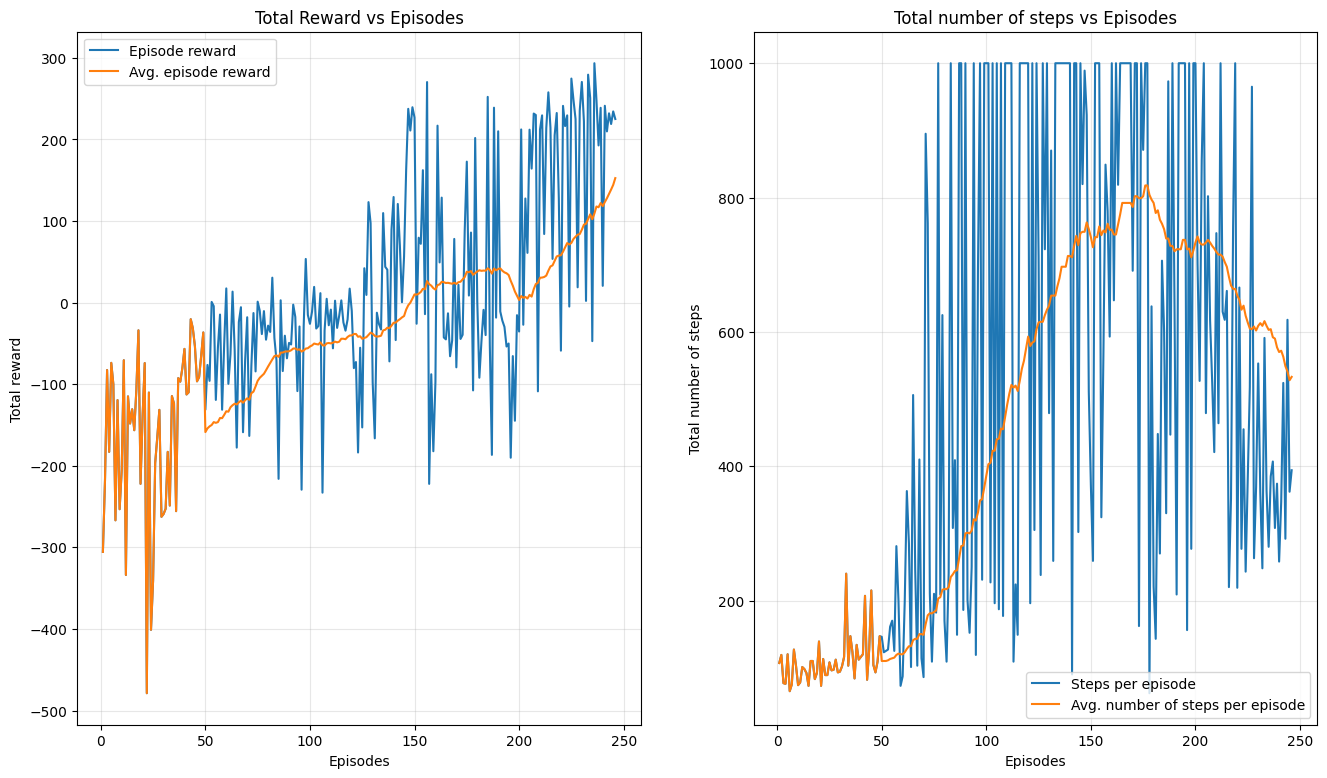 Total Reward vs Episodes
Episode reward
Avg. episode reward
300
200
100
0
−100
−200
−300
−400
−500
Total reward
0
50
100
150
200
250
Episodes
Total number of steps vs Episodes
1000
800
600
400
200
Total number of steps
Steps per episode
Avg. number of steps per episode
0
50
100
150
200
250
Episodes